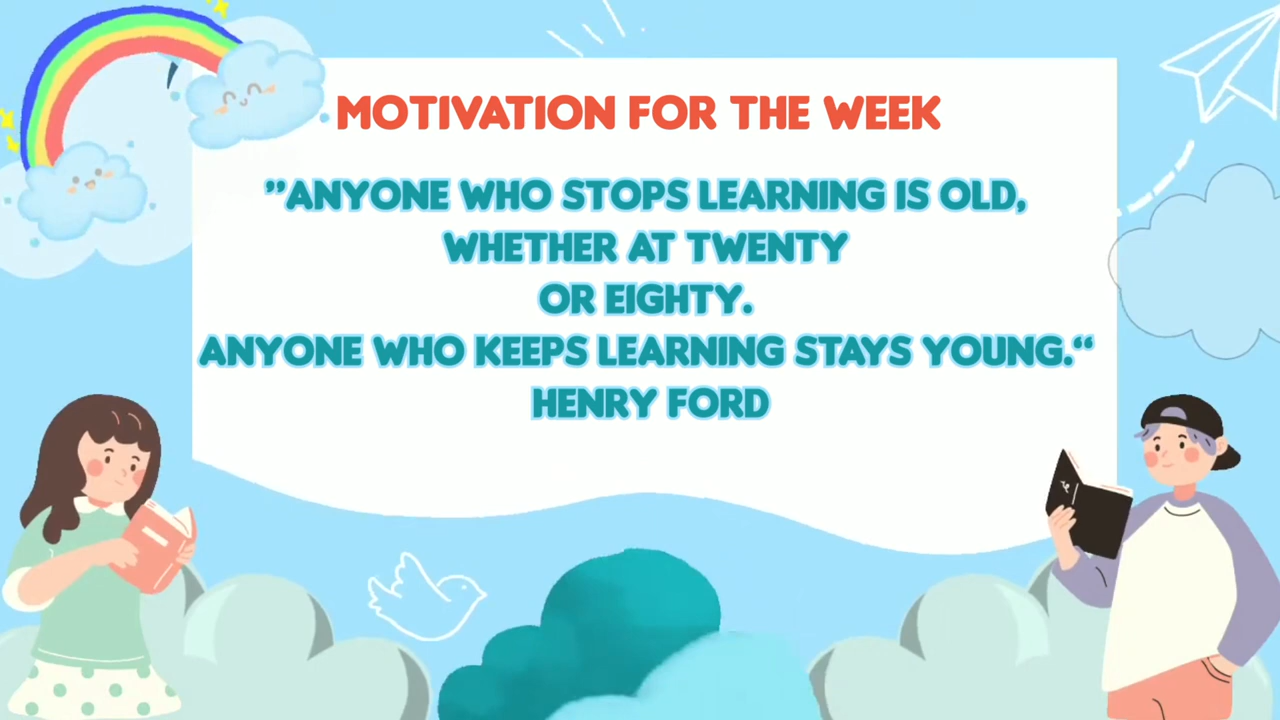 MOTIVATION FOR THE WEEK
”ANYONE WHO STOPS LEARNING IS OLD,
WHETHER AT TWENTY
OR EIGHTY.
ANYONE WHO KEEPS LEARNING STAYS YOUNG.“
HENRY FORD